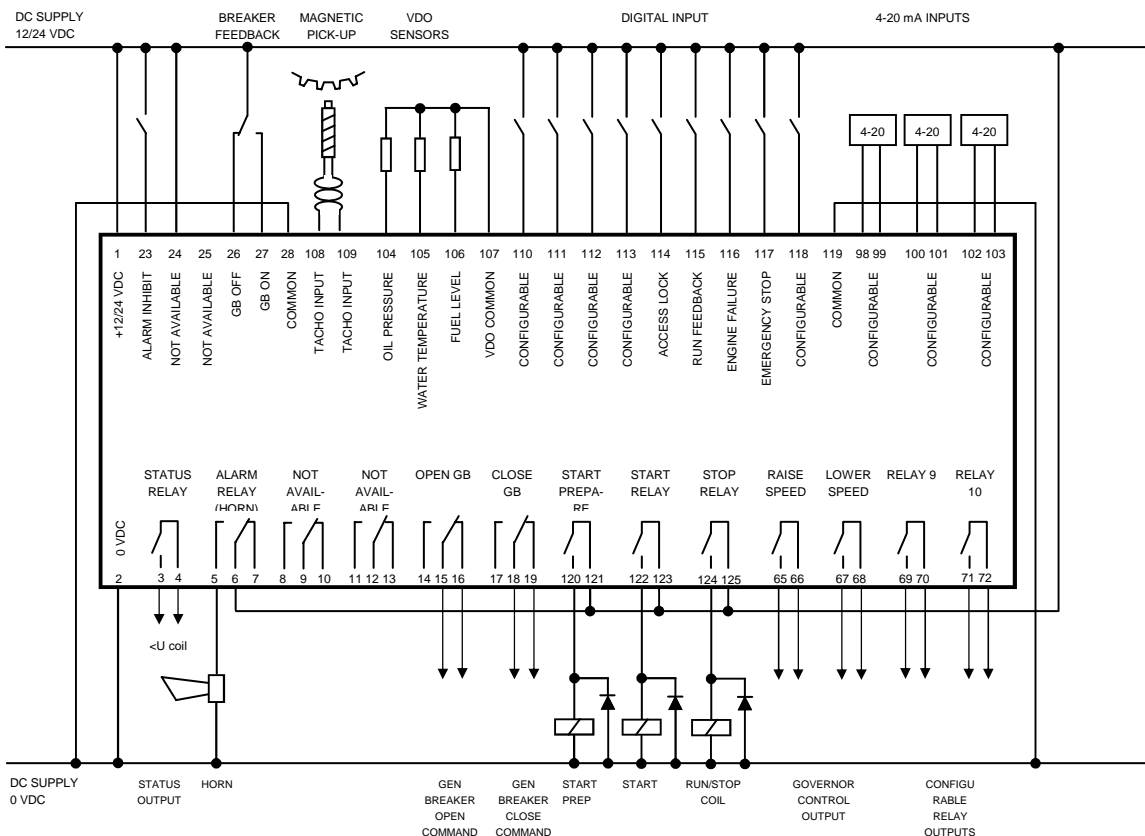 DC SUPPLY
12/24 VDC
BREAKER
FEEDBACK
MAGNETIC
PICK-UP
VDO
SENSORS
DIGITAL INPUT
4-20 mA INPUTS
4-20
4-20
4-20
1 23 24 25 26 27 28 108 109 104 105 106 107 110 111 112 113 114 115 116 117 118 119 98 99 100 101 102 103
+12/24 VDC
ALARM INHIBIT
NOT AVAILABLE
NOT AVAILABLE
GB OFF
GB ON
COMMON
TACHO INPUT
TACHO INPUT
OIL PRESSURE
WATER TEMPERATURE
FUEL LEVEL
VDO COMMON
CONFIGURABLE
CONFIGURABLE
CONFIGURABLE
CONFIGURABLE
ACCESS LOCK
RUN FEEDBACK
ENGINE FAILURE
EMERGENCY STOP
CONFIGURABLE
COMMON
CONFIGURABLE
CONFIGURABLE
CONFIGURABLE
0 VDC
STATUS
RELAY
ALARM
RELAY
(HORN)
NOT
AVAIL-
ABLE
NOT
AVAIL-
ABLE
OPEN GB
CLOSE
GB
START
PREPA-
RE
START
RELAY
STOP
RELAY
RAISE
SPEED
LOWER
SPEED
RELAY 9
RELAY
10
2 3 4 5 6 7 8 9 10 11 12 13 14 15 16 17 18 19 120 121 122 123 124 125 65 66 67 68 69 70 71 72
<U coil
DC SUPPLY
0 VDC
STATUS
OUTPUT
HORN
GEN
BREAKER
OPEN
COMMAND
GEN
BREAKER
CLOSE
COMMAND
START
PREP
START
RUN/STOP
COIL
GOVERNOR
CONTROL
OUTPUT
CONFIGU
RABLE
RELAY
OUTPUTS